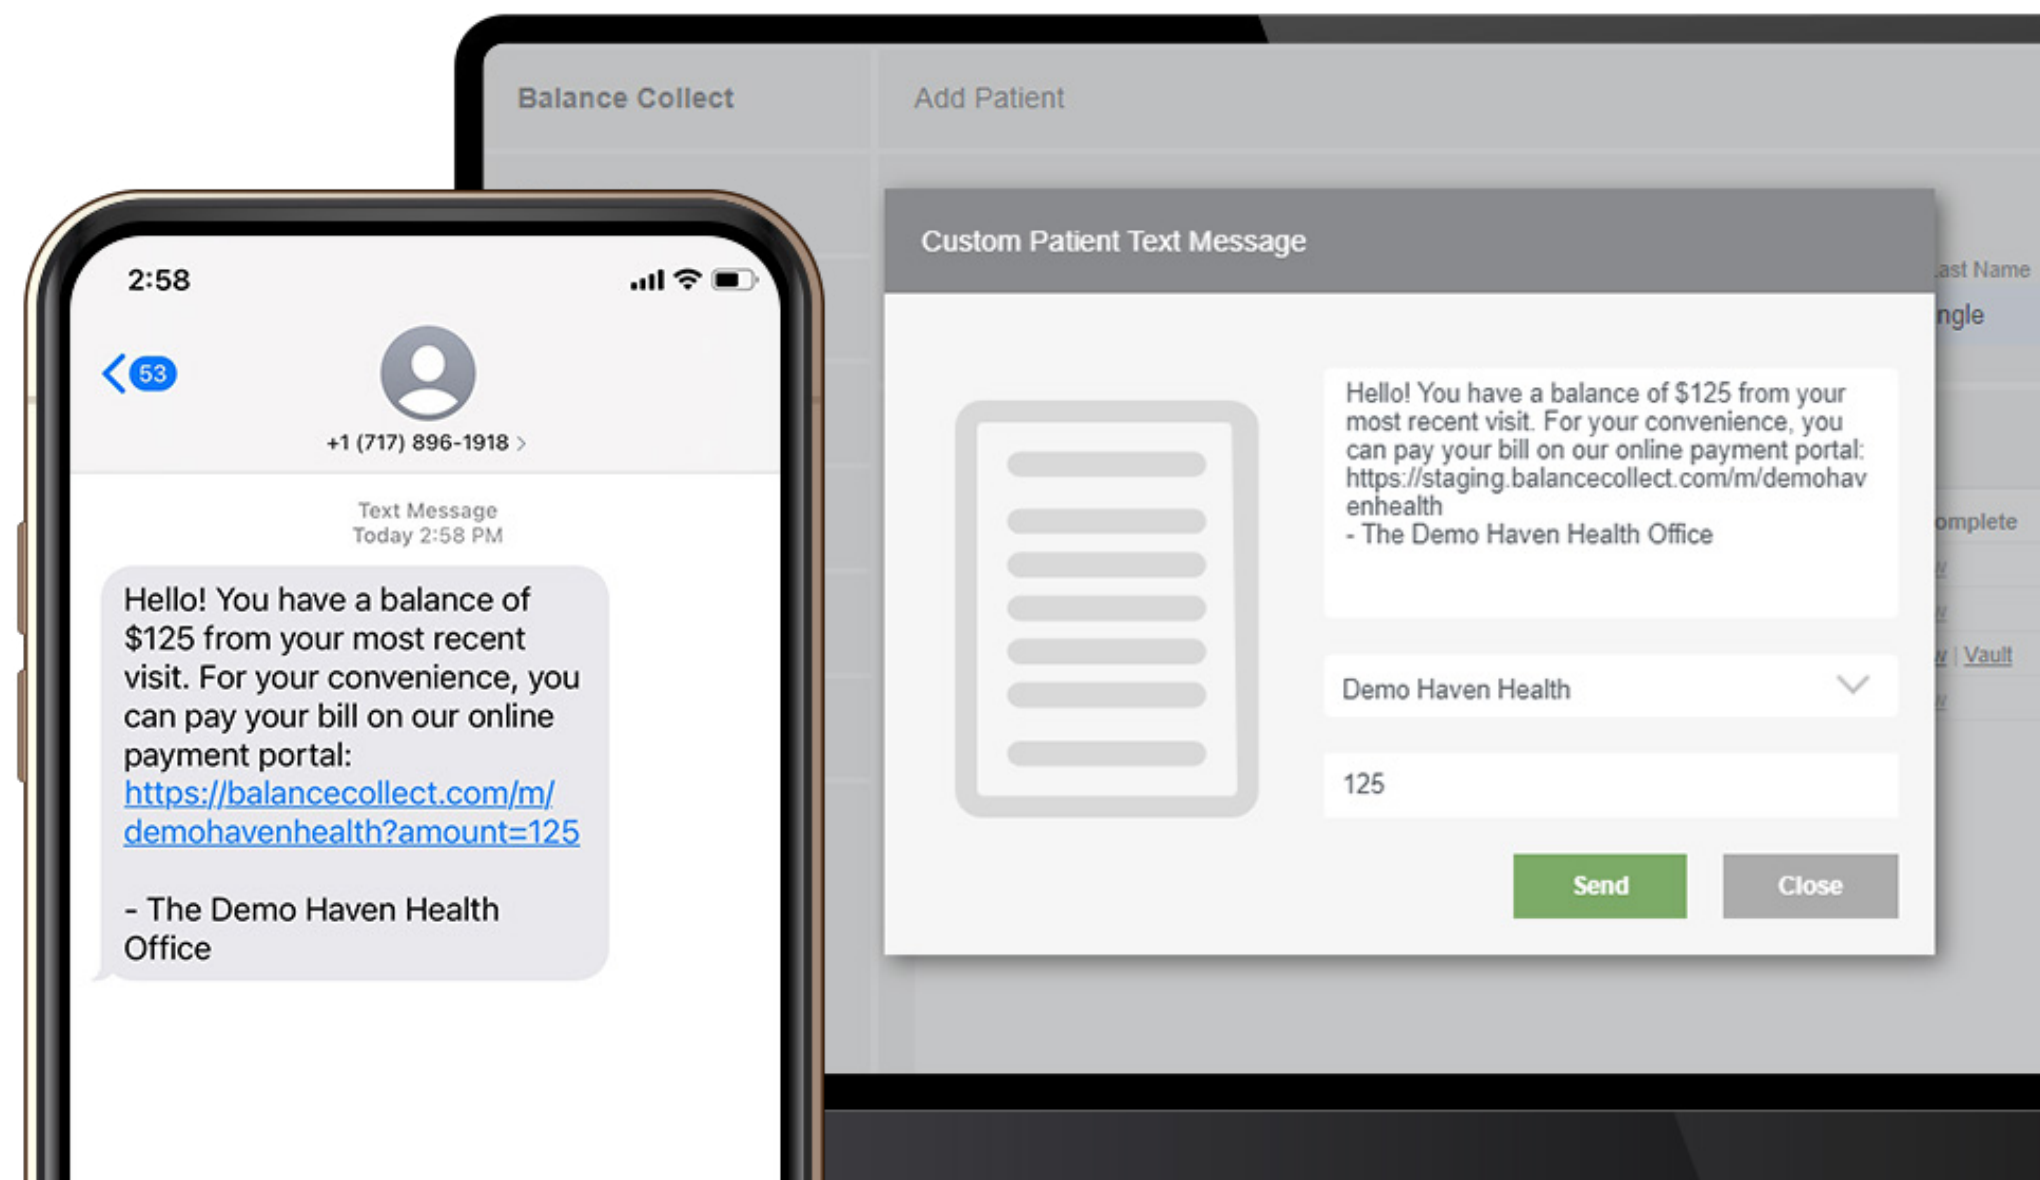 Balance Collect
Add Patient
Custom Patient Text Message
Last Name
ngle
Hello! You have a balance of $125 from your
most recent visit. For your convenience, you
can pay your bill on our online payment portal:
https://staging.balancecollect.com/m/demohav
enhealth
- The Demo Haven Health Office
omplete
| Vault
Demo Haven Health
125
Send
Close
2:58
53
+1 (717) 896-1918 >
Text Message
Today 2:58 PM
Hello! You have a balance of
$125 from your most recent
visit. For your convenience, you
can pay your bill on our online
payment portal:
https://balancecollect.com/m/
demohavenhealth?amount=125
- The Demo Haven Health
Office